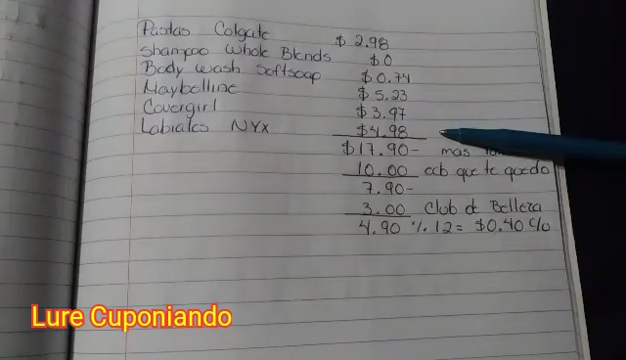 Pastas Colgate $ 2.98
Shampoo Whole Blends $0
Body wash Softsoap $0.74
Maybelline $5.23
Covergirl $3.97
Labiales NYX $4.98
$17.90- mas
10.00 ecb que te quedo
7.90-
3.00 Club de Belleza
4.90 % 12= $0.40 c/o
Lure Cuponiando